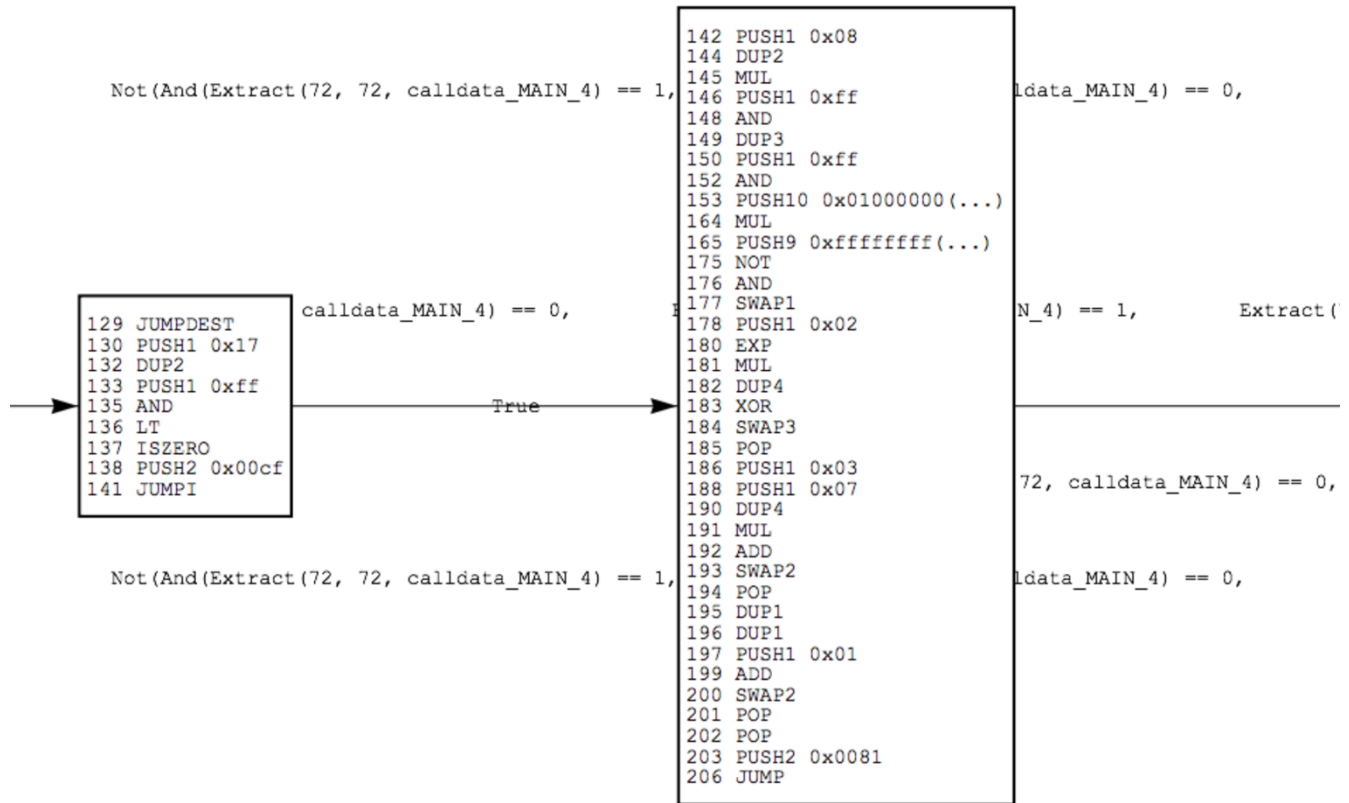 Not(And(Extract(72, 72, calldata_MAIN_4) == 1,
ldata_MAIN_4) == 0,
calldata_MAIN_4) == 0,
N_4) == 1,
Extract(
129 JUMPDEST
130 PUSH1 0x17
132 DUP2
133 PUSH1 0xff
135 AND
136 LT
137 ISZERO
138 PUSH2 0x00cf
141 JUMPI
True
142 PUSH1 0x08
144 DUP2
145 MUL
146 PUSH1 0xff
148 AND
149 DUP3
150 PUSH1 0xff
152 AND
153 PUSH10 0x01000000(...)
164 MUL
165 PUSH9 0xffffffff(...)
175 NOT
176 AND
177 SWAP1
178 PUSH1 0x02
180 EXP
181 MUL
182 DUP4
183 XOR
184 SWAP3
185 POP
186 PUSH1 0x03
188 PUSH1 0x07
190 DUP4
191 MUL
192 ADD
193 SWAP2
194 POP
195 DUP1
196 DUP1
197 PUSH1 0x01
199 ADD
200 SWAP2
201 POP
202 POP
203 PUSH2 0x0081
206 JUMP
72, calldata_MAIN_4) == 0,
Not(And(Extract(72, 72, calldata_MAIN_4) == 1,
ldata_MAIN_4) == 0,